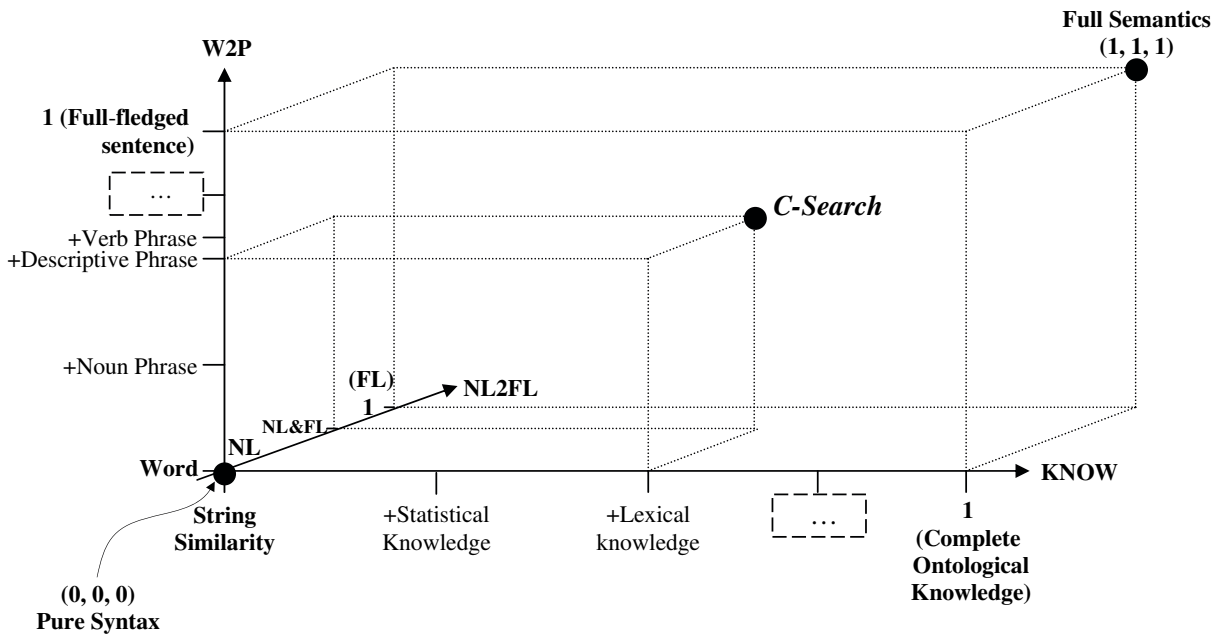 Full Semantics
(1, 1, 1)
W2P
1 (Full-fledged
sentence)
...
C-Search
+Verb Phrase
+Descriptive Phrase
+Noun Phrase
(FL)
1
NL2FL
NL&FL
NL
Word
KNOW
String
Similarity
+Statistical
Knowledge
+Lexical
knowledge
...
1
(Complete
Ontological
Knowledge)
(0, 0, 0)
Pure Syntax